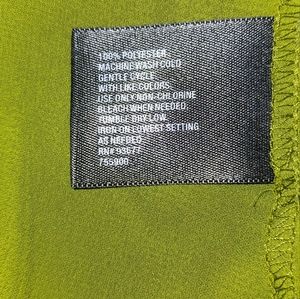 100% POLYESTER
MACHINE WASH COLD
GENTLE CYCLE
WITH LIKE COLORS.
USE ONLY NON-CHLORINE
BLEACH WHEN NEEDED.
TUMBLE DRY LOW.
IRON ON LOWEST SETTING
AS NEEDED.
RN# 93677
755900